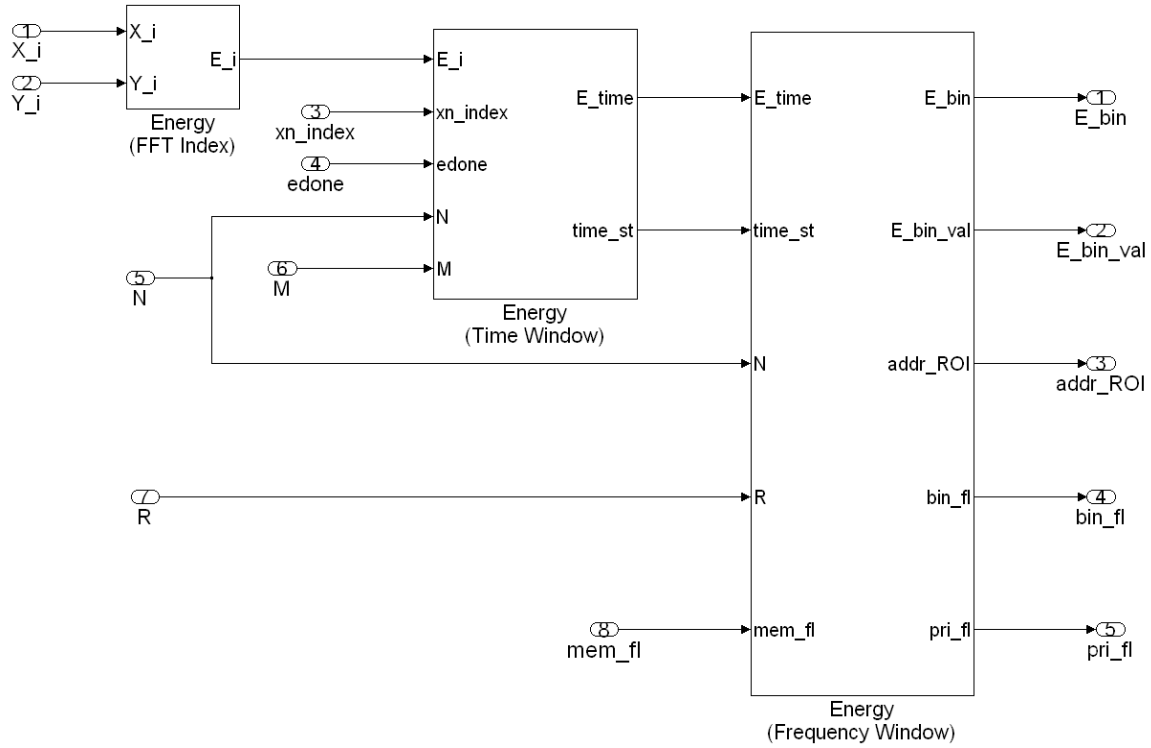 1
X_i
2
Y_i
X_i
Y_i
E_i
Energy
(FFT Index)
3
xn_index
4
edone
5
N
6
M
E_i
xn_index
edone
N
M
E_time
time_st
Energy
(Time Window)
7
R
8
mem_fl
E_time
time_st
N
R
mem_fl
E_bin
E_bin_val
addr_ROI
bin_fl
pri_fl
Energy
(Frequency Window)
1
E_bin
2
E_bin_val
3
addr_ROI
4
bin_fl
5
pri_fl